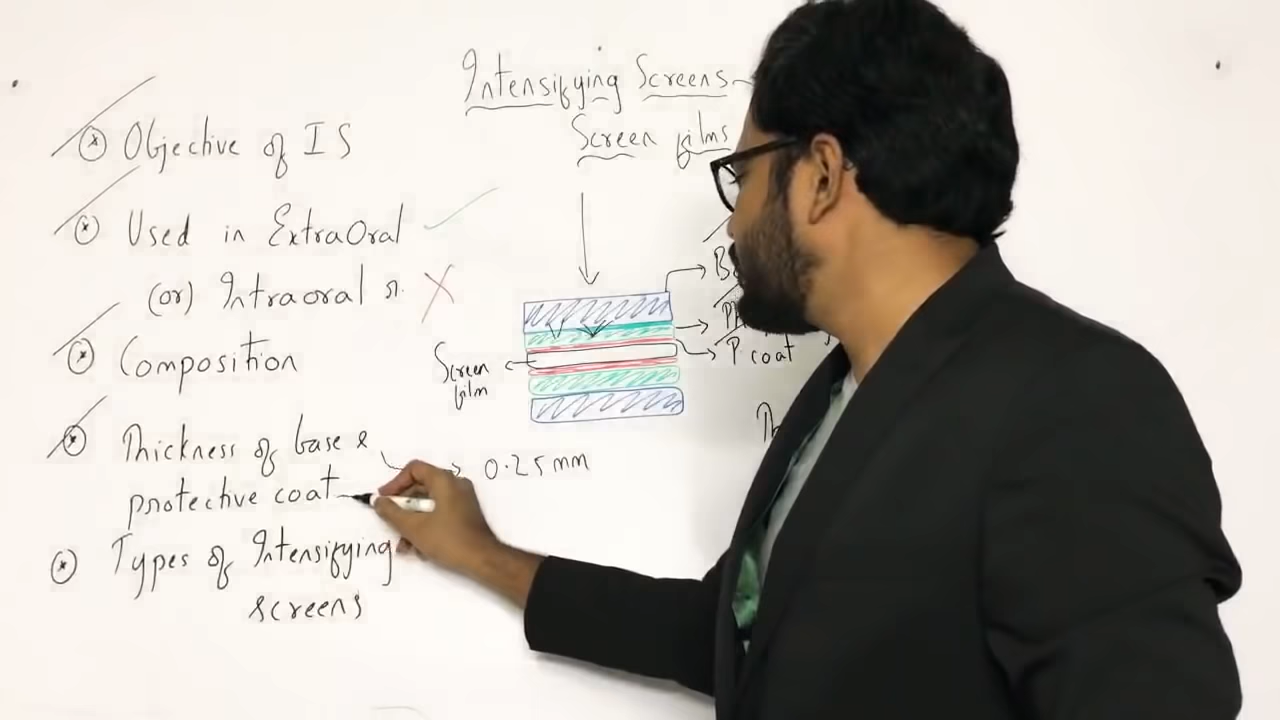 Intensifying Screens
Screen films
Objective of IS
Used in ExtraOral
(or) Intraoral
Composition
Thickness of base &
protective coat
Types of Intensifying
screens
Screen
film
P coat
0.25mm